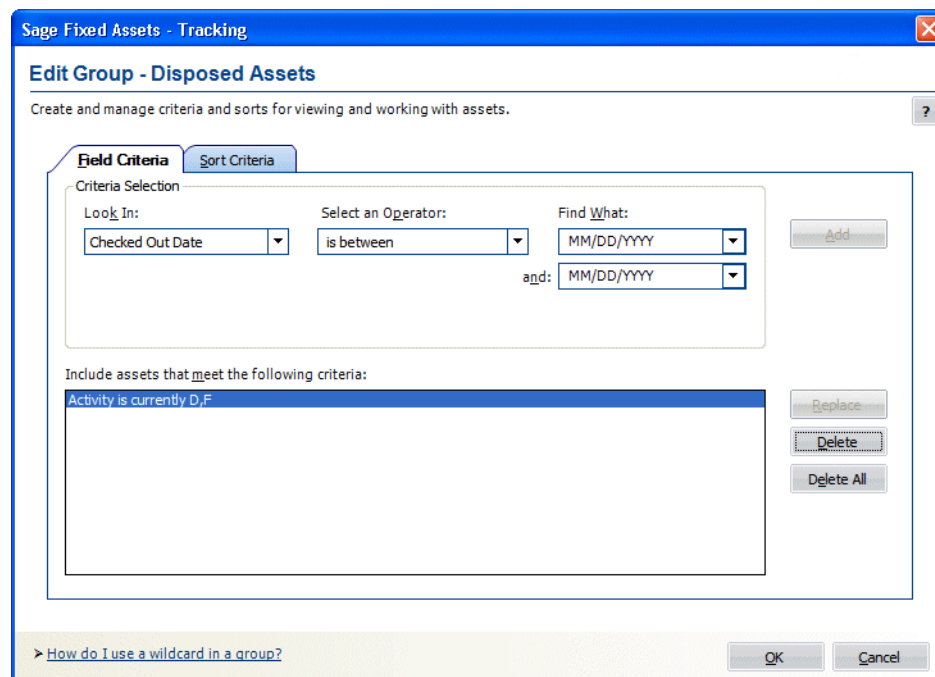 Sage Fixed Assets - Tracking
Edit Group - Disposed Assets
Create and manage criteria and sorts for viewing and working with assets.
?
Field Criteria
Sort Criteria
Criteria Selection
Look In:
Select an Operator:
Find What:
Checked Out Date
is between
MM/DD/YYYY
Add
and:
MM/DD/YYYY
Include assets that meet the following criteria:
Activity is currently D,F
Replace
Delete
Delete All
➤ How do I use a wildcard in a group?
OK
Cancel